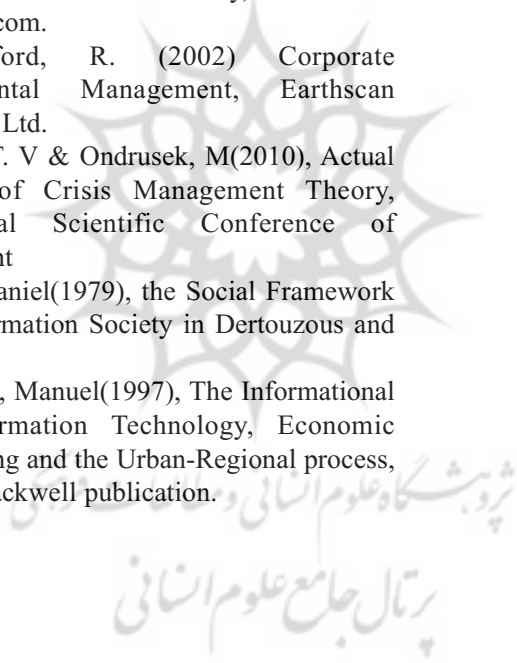 com.
ford, R. (2002) Corporate
ntal Management, Earthscan
Ltd.
T. V & Ondrusek, M(2010), Actual
of Crisis Management Theory,
al Scientific Conference of
nt
aniel(1979), the Social Framework
rmation Society in Dertouzous and
, Manuel(1997), The Informational
ormation Technology, Economic
ng and the Urban-Regional process,
ackwell publication.
پژوهشگاه علوم انسانی و مطالعات فرهنگی
پرتال جامع علوم انسانی